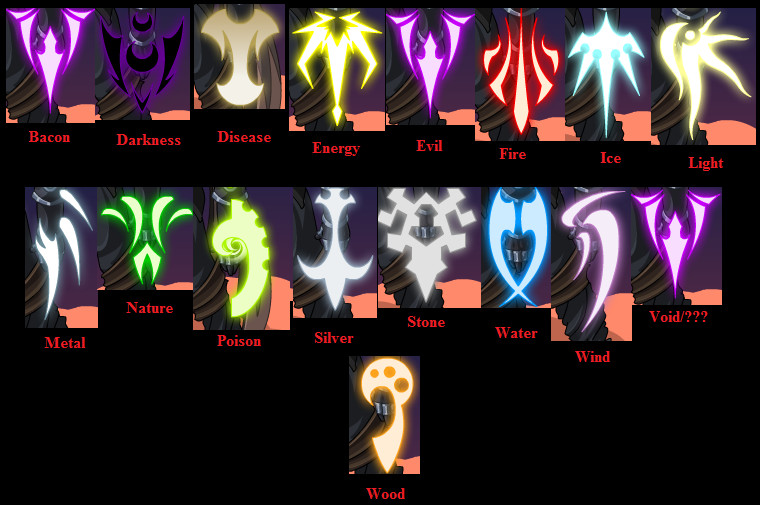 Bacon
Darkness
Disease
Energy
Evil
Fire
Ice
Light
Metal
Nature
Poison
Silver
Stone
Water
Wind
Void/???
Wood